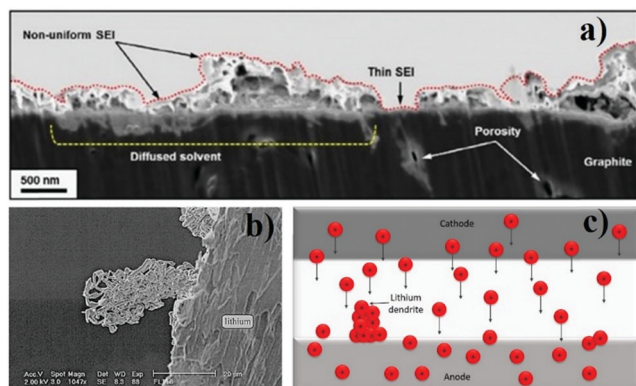 a)
Non-uniform SEI
Thin SEI
Diffused solvent
Porosity
Graphite
500 nm
b)
lithium
Acc.V Spot Magn Det WD Exp
2.00 kV 3.0 1047x SE 8.3 88
20 µm
c)
Cathode
Lithium
dendrite
Anode